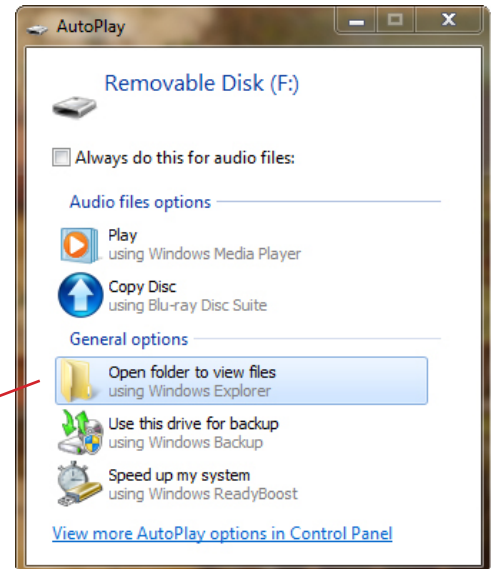 AutoPlay
Removable Disk (F:)
Always do this for audio files:
Audio files options
Play
using Windows Media Player
Copy Disc
using Blu-ray Disc Suite
General options
Open folder to view files
using Windows Explorer
Use this drive for backup
using Windows Backup
Speed up my system
using Windows ReadyBoost
View more AutoPlay options in Control Panel